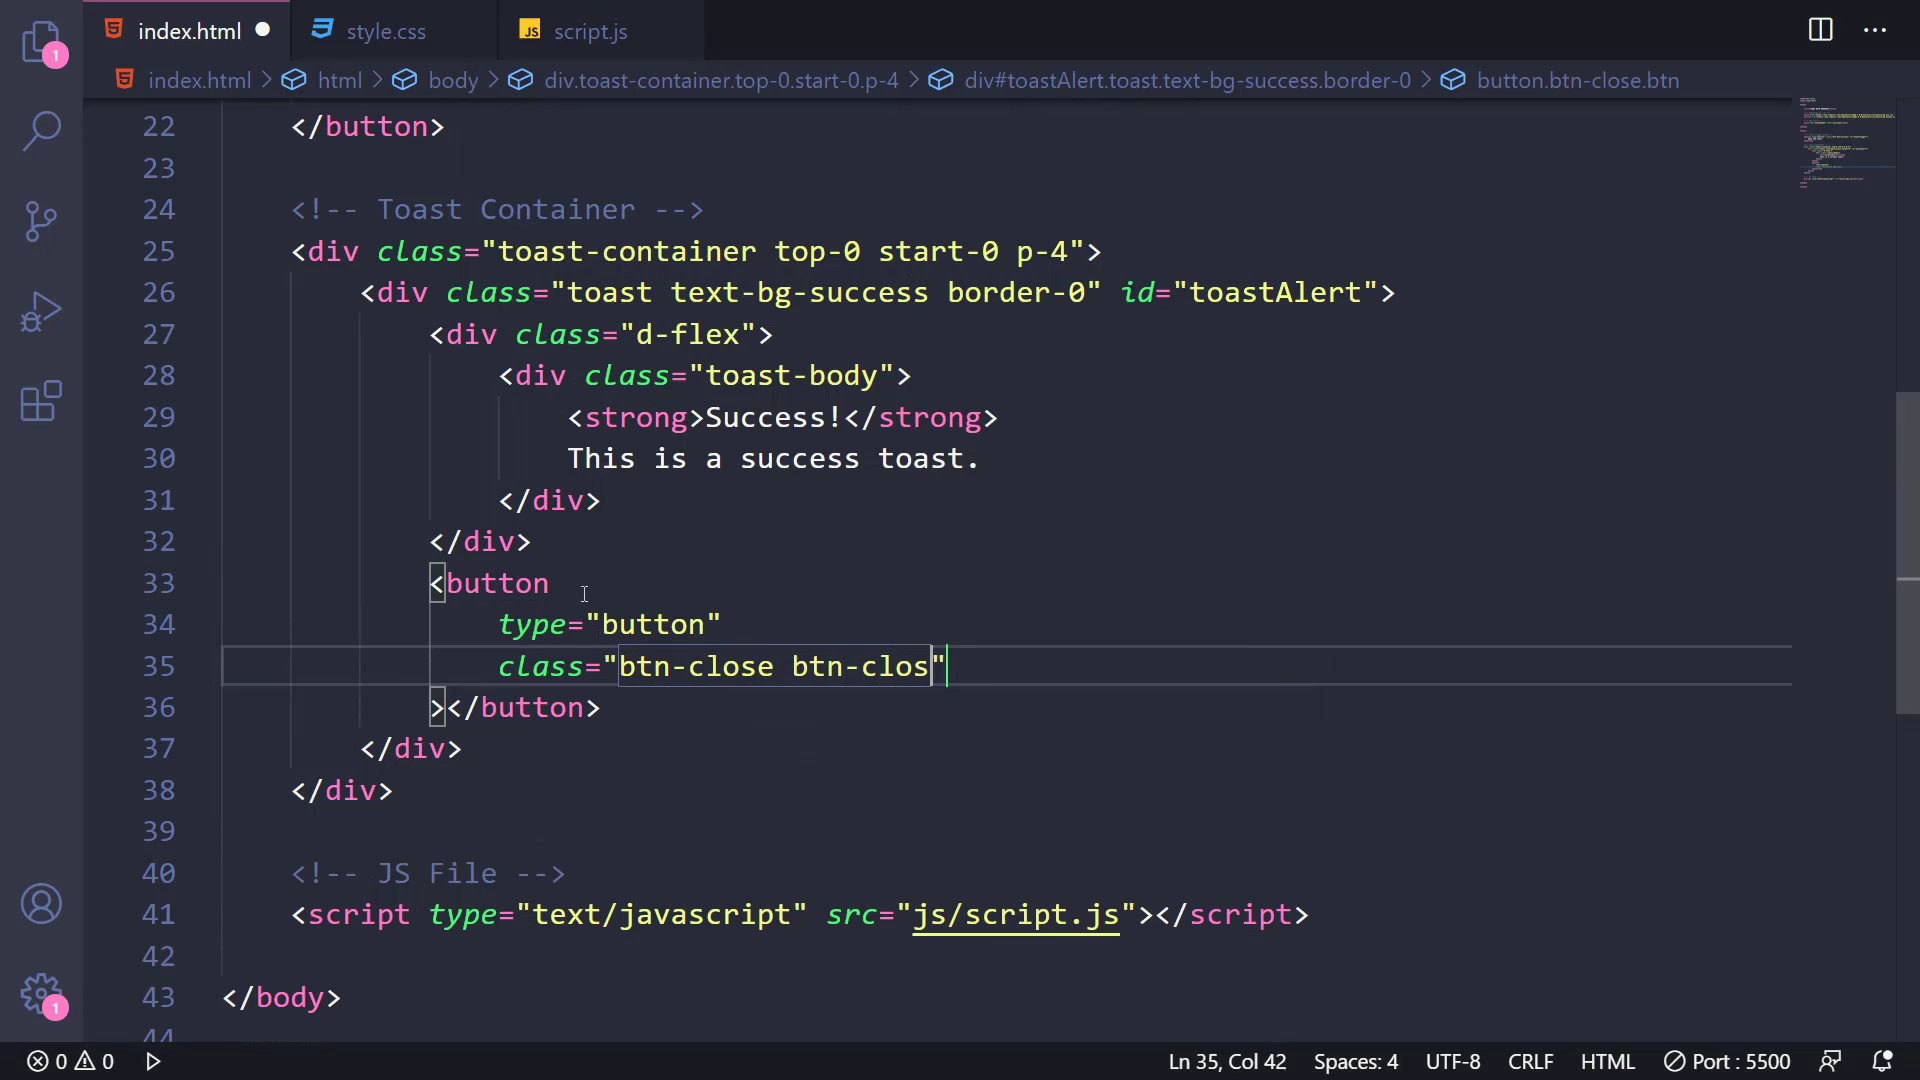 1
index.html
style.css
JS script.js
index.html > html > body > div.toast-container.top-0.start-0.p-4 > div#toastAlert.toast.text-bg-success.border-0 > button.btn-close.btn
22 </button>
23
24 <!-- Toast Container -->
25 <div class="toast-container top-0 start-0 p-4">
26 <div class="toast text-bg-success border-0" id="toastAlert">
27 <div class="d-flex">
28 <div class="toast-body">
29 <strong>Success!</strong>
30 This is a success toast.
31 </div>
32 </div>
33 <button
34 type="button"
35 class="btn-close btn-clos"
36 ></button>
37 </div>
38 </div>
39
40 <!-- JS File -->
41 <script type="text/javascript" src="js/script.js"></script>
42
43 </body>
44
1
0 0 Ln 35, Col 42 Spaces: 4 UTF-8 CRLF HTML Port : 5500